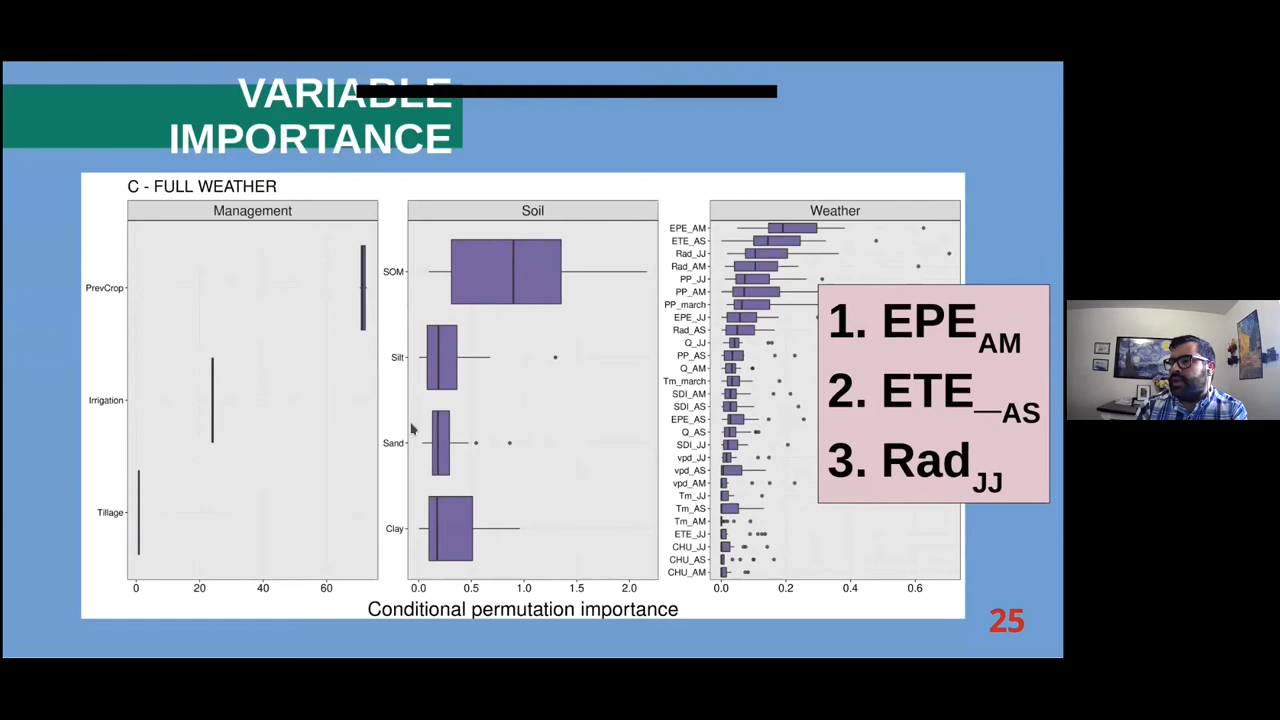 VARIABLE
IMPORTANCE
C - FULL WEATHER
Management
PrevCrop
Irrigation
Tillage
0 20 40 60
Soil
SOM
Silt
Sand
Clay
0.0 0.5 1.0 1.5 2.0
Weather
EPE_AM
ETE_AS
Rad_JJ
Rad_AM
PP_JJ
PP_AM
PP_march
EPE_JJ
Rad_AS
Q_JJ
PP_AS
Q_AM
Tm_march
SDI_AM
SDI_AS
EPE_AS
Q_AS
SDI_JJ
vpd_JJ
vpd_AS
vpd_AM
Tm_JJ
Tm_AS
Tm_AM
ETE_JJ
CHU_JJ
CHU_AS
CHU_AM
0.0 0.2 0.4 0.6
Conditional permutation importance
1. EPE AM
2. ETE_AS
3. Rad JJ
25